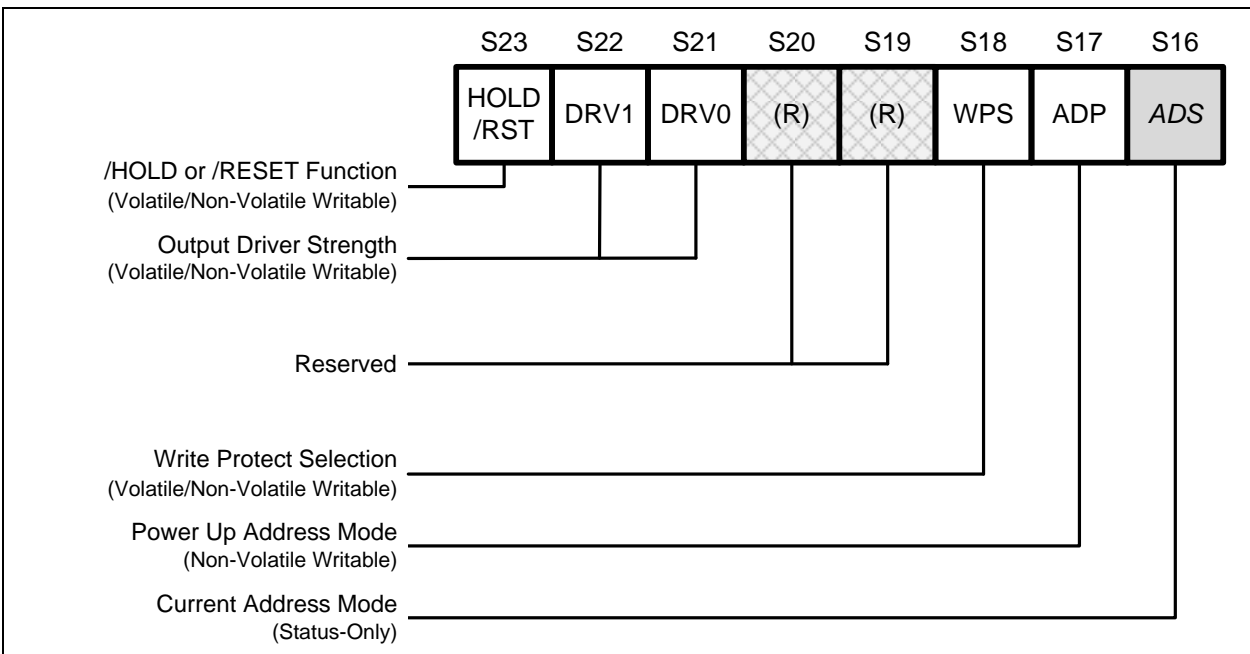 S23 S22 S21 S20 S19 S18 S17 S16
HOLD
/RST DRV1 DRV0 (R) (R) WPS ADP ADS
/HOLD or /RESET Function
(Volatile/Non-Volatile Writable)
Output Driver Strength
(Volatile/Non-Volatile Writable)
Reserved
Write Protect Selection
(Volatile/Non-Volatile Writable)
Power Up Address Mode
(Non-Volatile Writable)
Current Address Mode
(Status-Only)